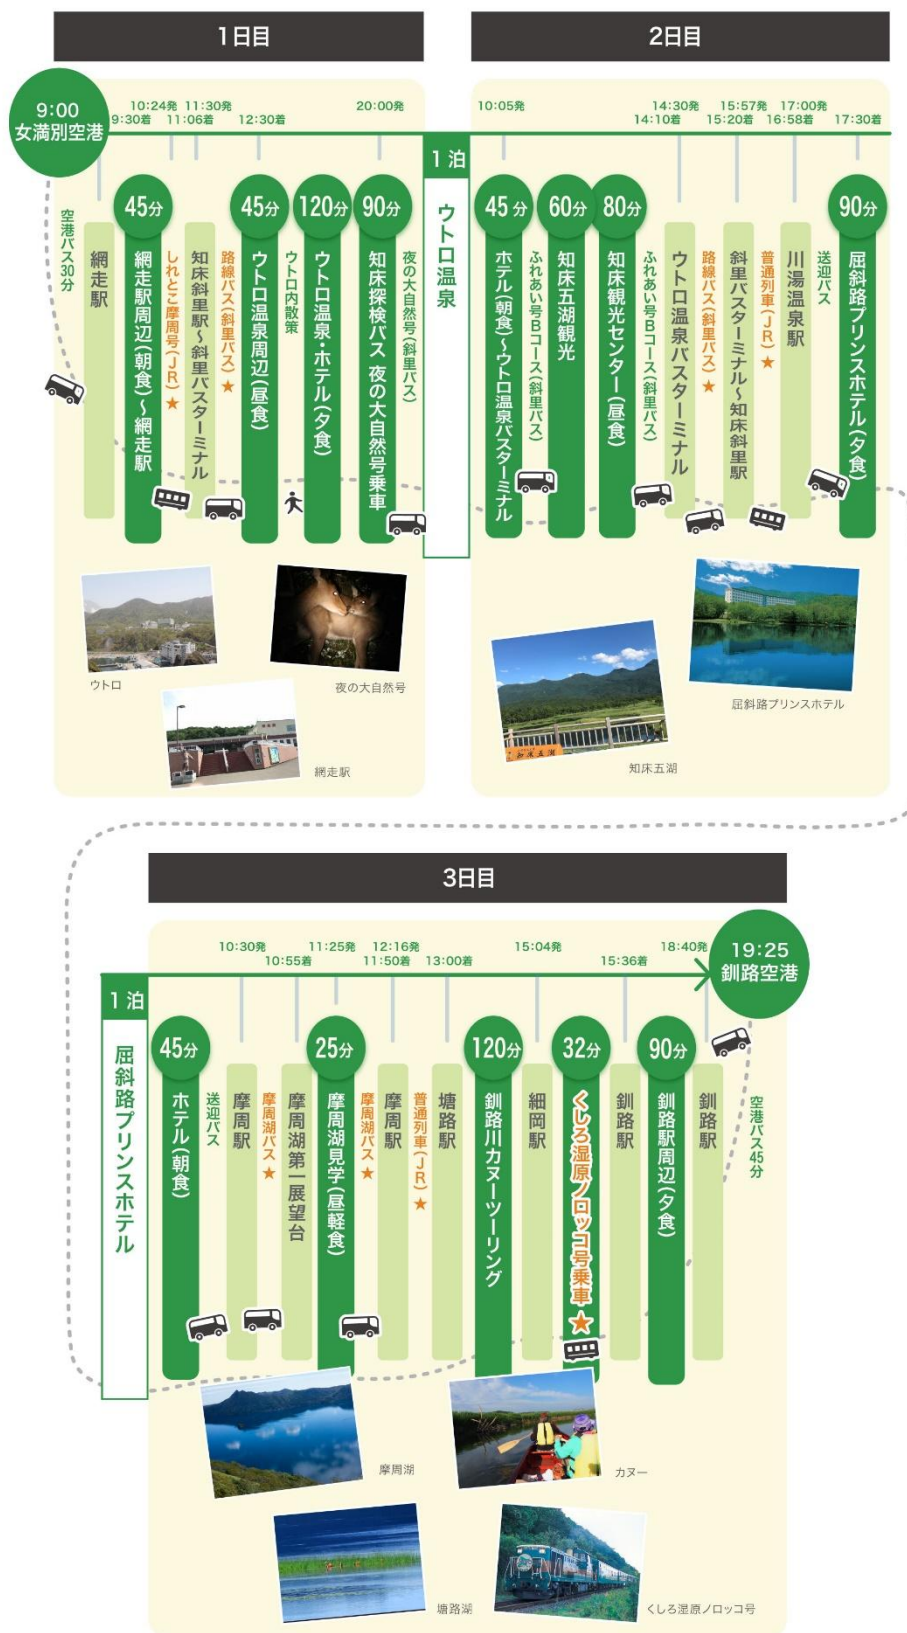 1日目
9:00
女満別空港
9:30着
10:24発
11:06着
11:30発
12:30着
20:00発
空港バス30分
網走駅
45分
網走駅周辺(朝食)〜網走駅
しれとこ摩周号(JR)★
知床斜里駅〜斜里バスターミナル
路線バス(斜里バス)★
45分
ウトロ温泉周辺(昼食)
ウトロ内散策
120分
ウトロ温泉・ホテル(夕食)
90分
知床探検バス 夜の大自然号乗車
夜の大自然号(斜里バス)
1泊
ウトロ温泉
ウトロ
夜の大自然号
網走駅
2日目
10:05発
14:10着
14:30発
15:20着
15:57発
16:58着
17:00発
17:30着
45分
ホテル(朝食)〜ウトロ温泉バスターミナル
ふれあい号Bコース(斜里バス)
60分
知床五湖観光
80分
知床観光センター(昼食)
ふれあい号Bコース(斜里バス)
ウトロ温泉バスターミナル
路線バス(斜里バス)★
斜里バスターミナル〜知床斜里駅
普通列車(JR)★
川湯温泉駅
送迎バス
90分
屈斜路プリンスホテル(夕食)
知床五湖
知床五湖
屈斜路プリンスホテル
3日目
1泊
屈斜路プリンスホテル
10:30発
10:55着
11:25発
11:50着
12:16発
13:00着
15:04発
15:36着
18:40発
19:25
釧路空港
45分
ホテル(朝食)
送迎バス
摩周駅
摩周湖バス★
摩周湖第一展望台
25分
摩周湖見学(昼軽食)
摩周湖バス★
摩周駅
普通列車(JR)★
塘路駅
120分
釧路川カヌーツーリング
細岡駅
32分
くしろ湿原ノロッコ号乗車★
釧路駅
90分
釧路駅周辺(夕食)
釧路駅
空港バス45分
摩周湖
カヌー
塘路湖
くしろ湿原ノロッコ号